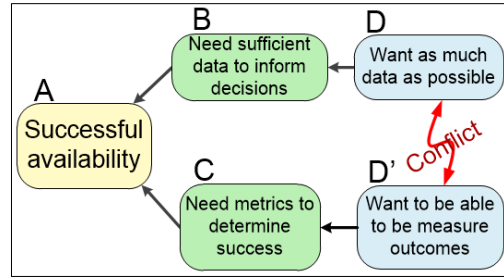 A
Successful
availability
B
Need sufficient
data to inform
decisions
D
Want as much
data as possible
Conflict
C
Need metrics to
determine
success
D'
Want to be able
to be measure
outcomes